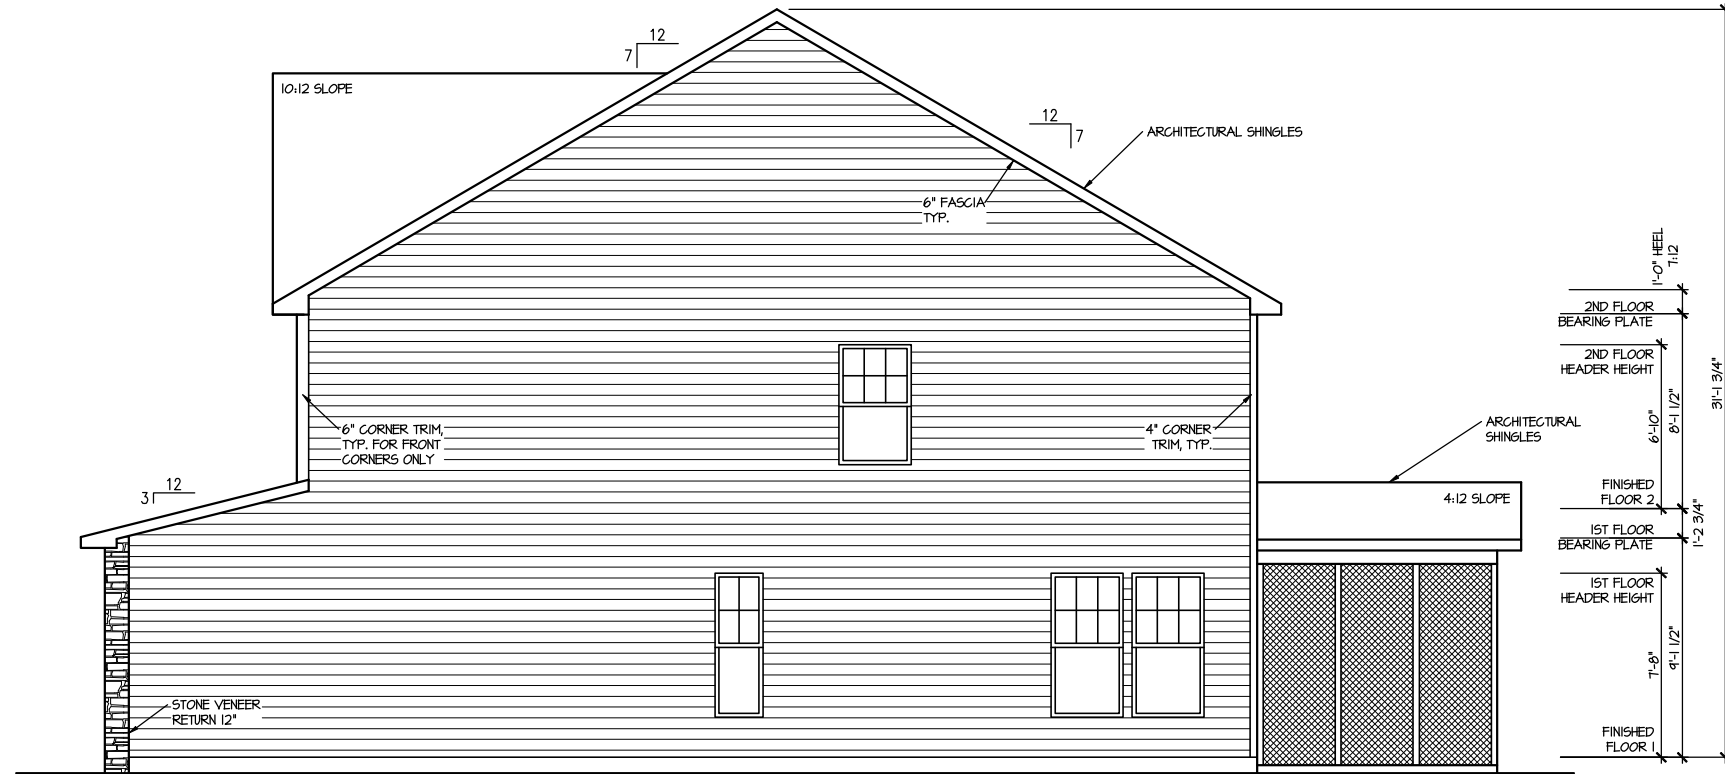 12
7
10:12 SLOPE
12
7
ARCHITECTURAL SHINGLES
6" FASCIA
TYP.
1'-0" HEEL
7:12
2ND FLOOR
BEARING PLATE
2ND FLOOR
HEADER HEIGHT
31'-1 3/4"
6'-10"
8'-1 1/2"
6" CORNER TRIM,
TYP. FOR FRONT
CORNERS ONLY
4" CORNER
TRIM, TYP.
ARCHITECTURAL
SHINGLES
12
3
4:12 SLOPE
FINISHED
FLOOR 2
1'-2 3/4"
1ST FLOOR
BEARING PLATE
1ST FLOOR
HEADER HEIGHT
7'-8"
9'-1 1/2"
STONE VENEER
RETURN 12"
FINISHED
FLOOR 1